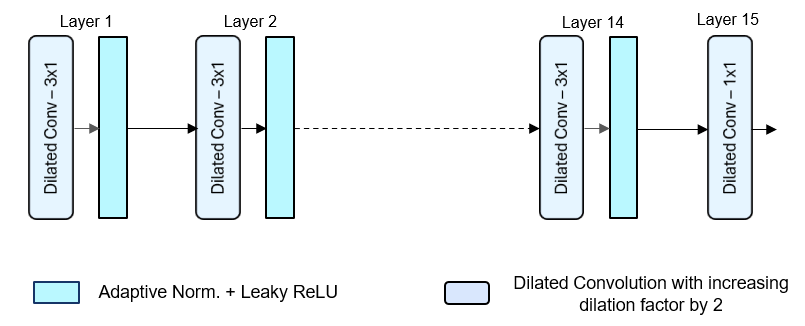 Layer 1
Layer 2
Layer 14
Layer 15
Dilated Conv – 3x1
Dilated Conv – 3x1
Dilated Conv – 3x1
Dilated Conv – 1x1
Adaptive Norm. + Leaky ReLU
Dilated Convolution with increasing
dilation factor by 2